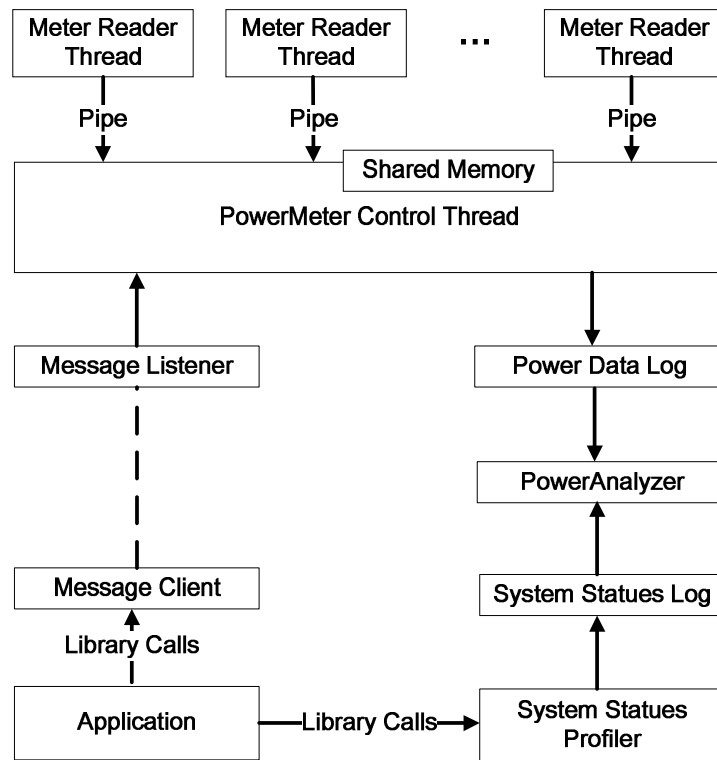 Meter Reader
Thread
Meter Reader
Thread
...
Meter Reader
Thread
Pipe
Pipe
Pipe
Shared Memory
PowerMeter Control Thread
Message Listener
Power Data Log
PowerAnalyzer
Message Client
System Statues Log
Library Calls
Application
Library Calls
System Statues
Profiler